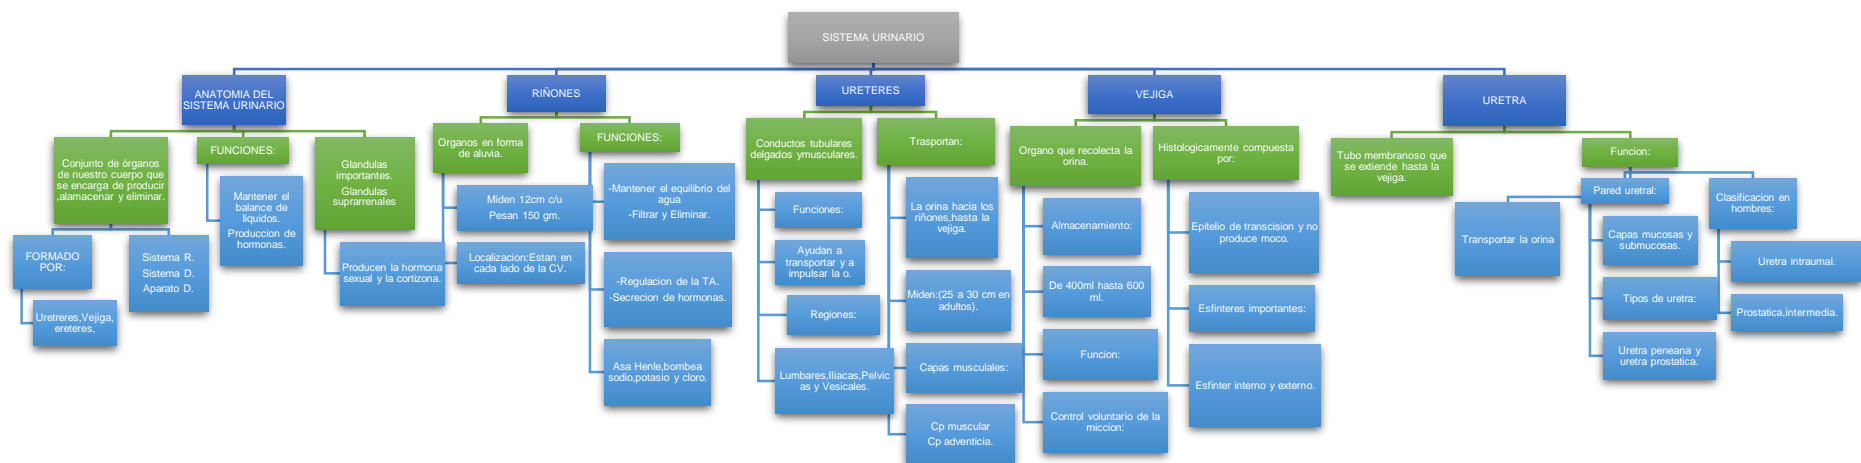 SISTEMA URINARIO
ANATOMIA DEL
SISTEMA URINARIO
Conjunto de órganos
de nuestro cuerpo que
se encarga de producir
,alamacenar y eliminar.
FORMADO
POR:
Uretreres,Vejiga,
ereteres,
Sistema R.
Sistema D.
Aparato D.
FUNCIONES:
Mantener el
balance de
liquidos.
Produccion de
hormonas.
Glandulas
importantes.
Glandulas
suprarrenales
Producen la hormona
sexual y la cortizona.
RIÑONES
Organos en forma
de aluvia.
Miden 12cm c/u
Pesan 150 gm.
Localizacion:Estan en
cada lado de la CV.
FUNCIONES:
-Mantener el equilibrio del
agua
-Filtrar y Eliminar.
-Regulacion de la TA.
-Secrecion de hormonas.
Asa Henle,bombea
sodio,potasio y cloro.
URETERES
Conductos tubulares
delgados ymusculares.
Funciones:
Ayudan a
transportar y a
impulsar la o.
Regiones:
Lumbares,Iliacas,Pelvic
as y Vesicales.
Trasportan:
La orina hacia los
riñones,hasta la
vejiga.
Miden:(25 a 30 cm en
adultos).
Capas musculales:
Cp muscular
Cp adventicia.
VEJIGA
Organo que recolecta la
orina.
Almacenamiento:
De 400ml hasta 600
ml.
Funcion:
Control voluntario de la
miccion:
Histologicamente compuesta
por:
Epitelio de transcision y no
produce moco.
Esfinteres importantes:
Esfinter interno y externo.
URETRA
Tubo membranoso que
se extiende hasta la
vejiga.
Funcion:
Transportar la orina
Pared uretral:
Capas mucosas y
submucosas.
Tipos de uretra:
Uretra peneana y
uretra prostatica.
Clasificacion en
hombres:
Uretra intraumal.
Prostatica,intermedia.